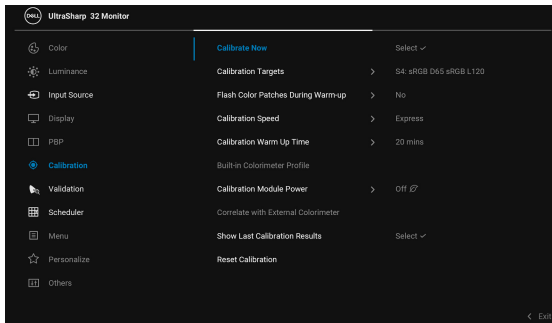 DELL UltraSharp 32 Monitor
Color
Luminance
Input Source
Display
PBP
Calibration
Validation
Scheduler
Menu
Personalize
Others
Calibrate Now Select
Calibration Targets S4: sRGB D65 sRGB L120
Flash Color Patches During Warm-up No
Calibration Speed Express
Calibration Warm Up Time 20 mins
Built-in Colorimeter Profile
Calibration Module Power Off
Correlate with External Colorimeter
Show Last Calibration Results Select
Reset Calibration
Exit